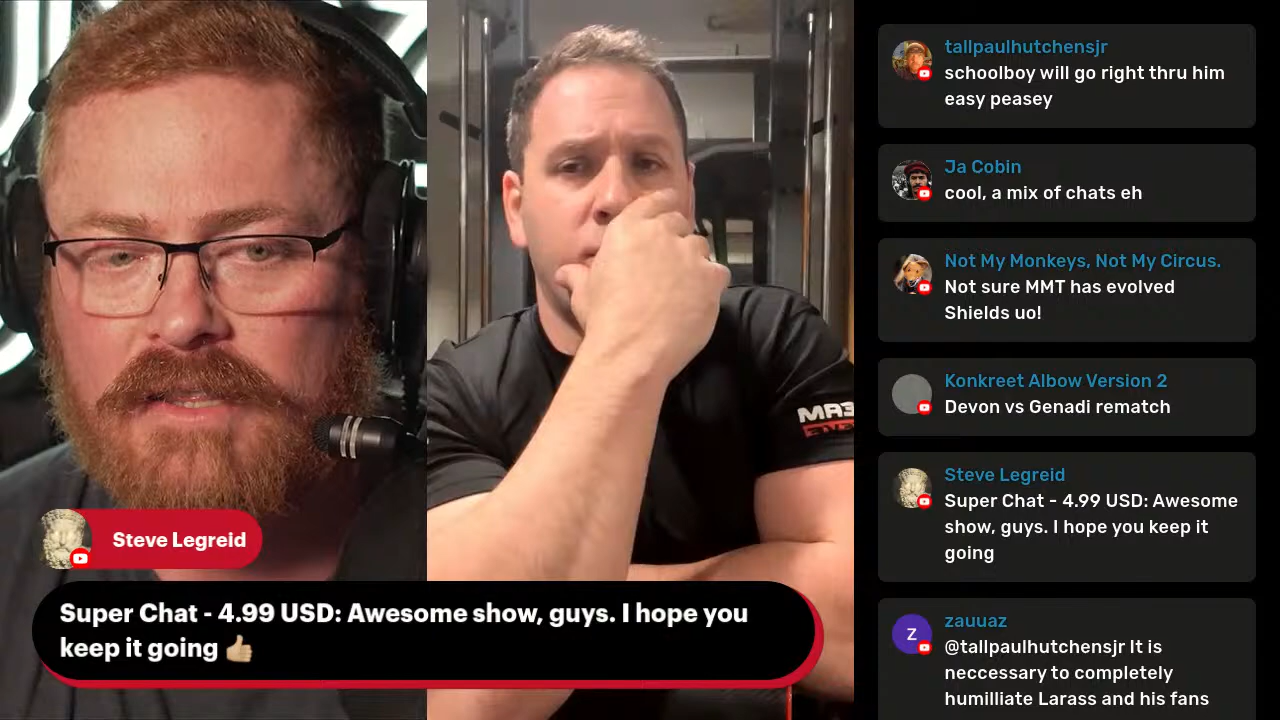 tallpaulhutchensjr
schoolboy will go right thru him
easy peasey
Ja Cobin
cool, a mix of chats eh
Not My Monkeys, Not My Circus.
Not sure MMT has evolved
Shields uo!
Konkreet Albow Version 2
Devon vs Genadi rematch
Steve Legreid
Super Chat - 4.99 USD: Awesome
show, guys. I hope you keep it
going
Z
zauuaz
@tallpaulhutchensjr It is
neccessary to completely
humilliate Larass and his fans
Steve Legreid
Super Chat - 4.99 USD: Awesome show, guys. I hope you
keep it going 👍🏼